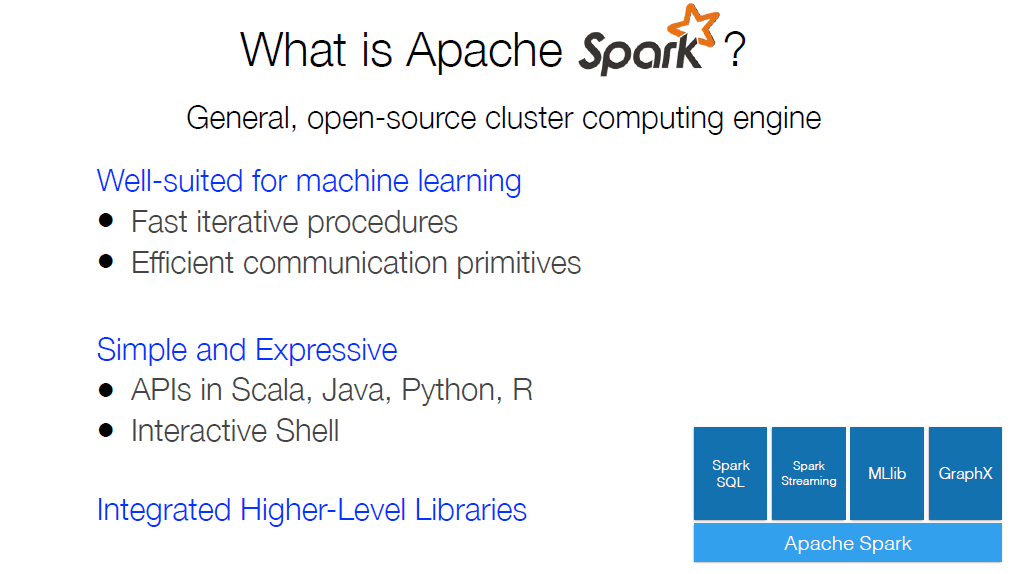 What is Apache Spark ?
General, open-source cluster computing engine
Well-suited for machine learning
● Fast iterative procedures
● Efficient communication primitives
Simple and Expressive
● APIs in Scala, Java, Python, R
● Interactive Shell
Integrated Higher-Level Libraries
Spark
SQL
Spark
Streaming
MLlib
GraphX
Apache Spark